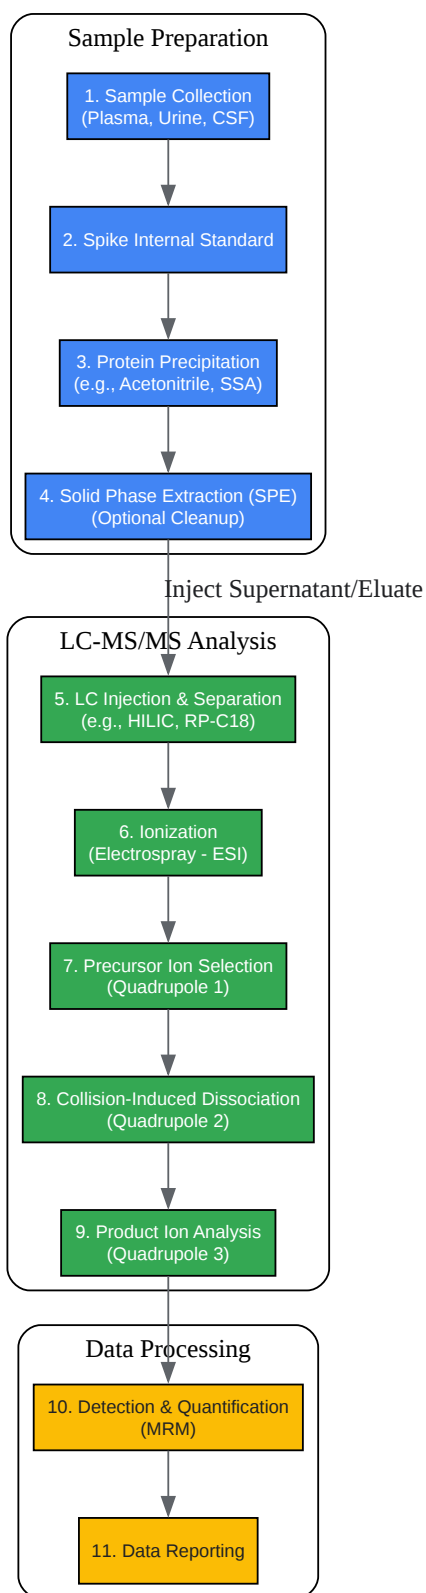 Sample Preparation
1. Sample Collection
(Plasma, Urine, CSF)
2. Spike Internal Standard
3. Protein Precipitation
(e.g., Acetonitrile, SSA)
4. Solid Phase Extraction (SPE)
(Optional Cleanup)
Inject Supernatant/Eluate
LC-MS/MS Analysis
5. LC Injection & Separation
(e.g., HILIC, RP-C18)
6. Ionization
(Electrospray - ESI)
7. Precursor Ion Selection
(Quadrupole 1)
8. Collision-Induced Dissociation
(Quadrupole 2)
9. Product Ion Analysis
(Quadrupole 3)
Data Processing
10. Detection & Quantification
(MRM)
11. Data Reporting